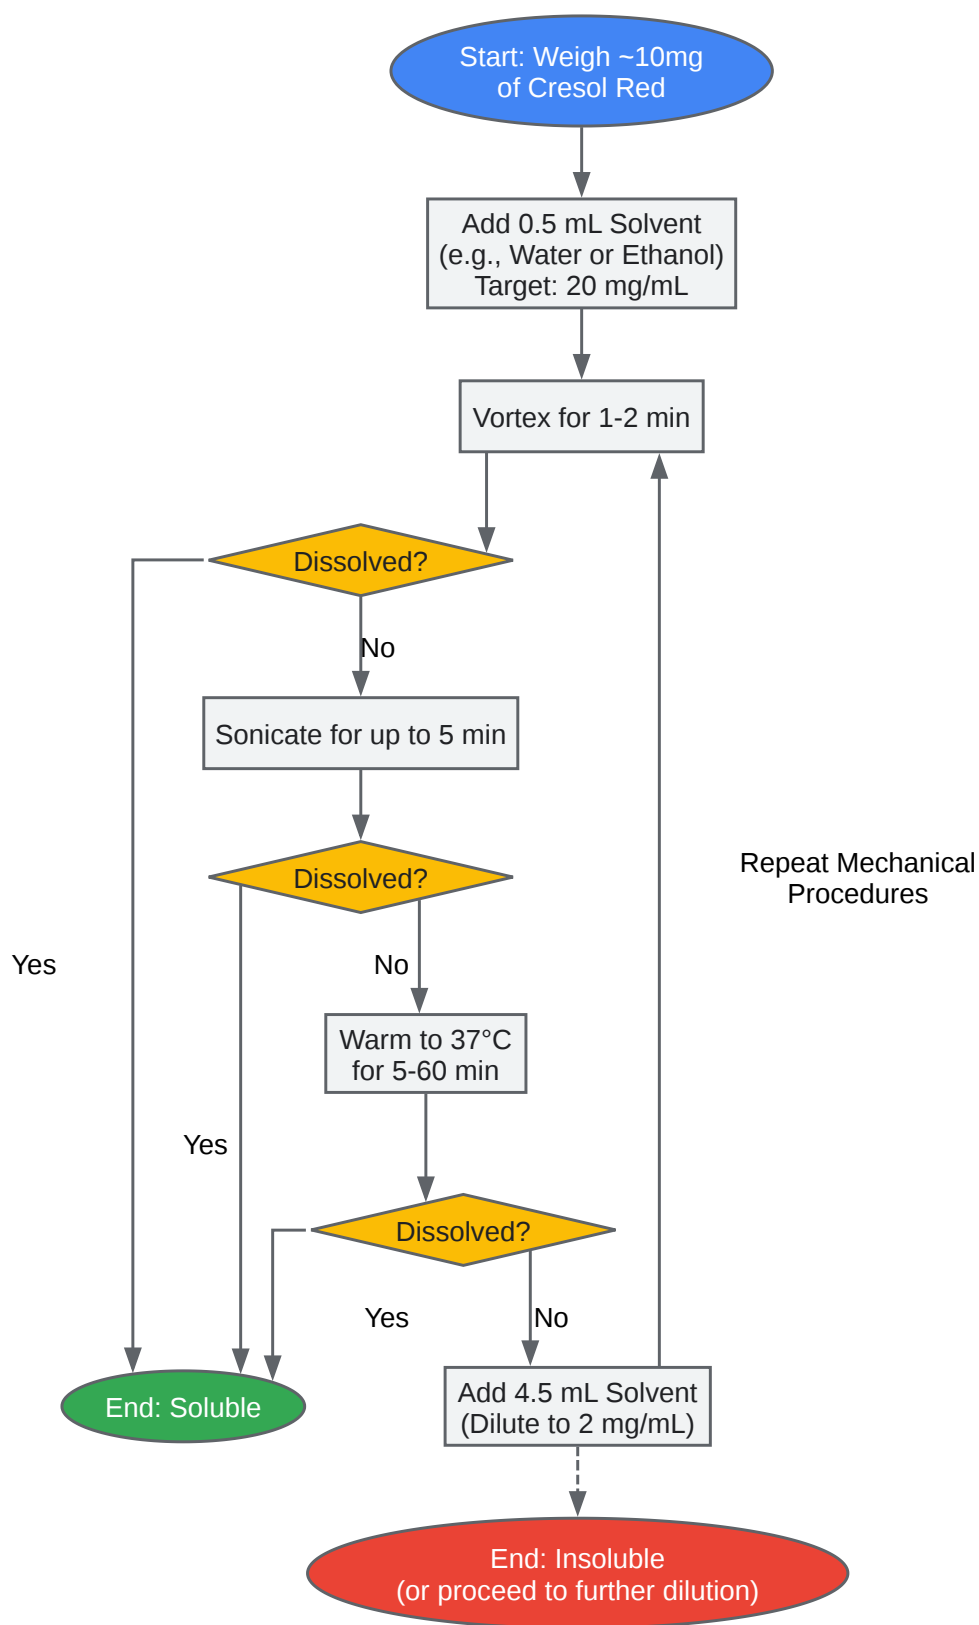 Start: Weigh ~10mg
of Cresol Red
Add 0.5 mL Solvent
(e.g., Water or Ethanol)
Target: 20 mg/mL
Vortex for 1-2 min
Dissolved?
No
Sonicate for up to 5 min
Dissolved?
Repeat Mechanical
Procedures
Yes
No
Warm to 37°C
for 5-60 min
Yes
Dissolved?
Yes
No
Add 4.5 mL Solvent
(Dilute to 2 mg/mL)
End: Soluble
End: Insoluble
(or proceed to further dilution)